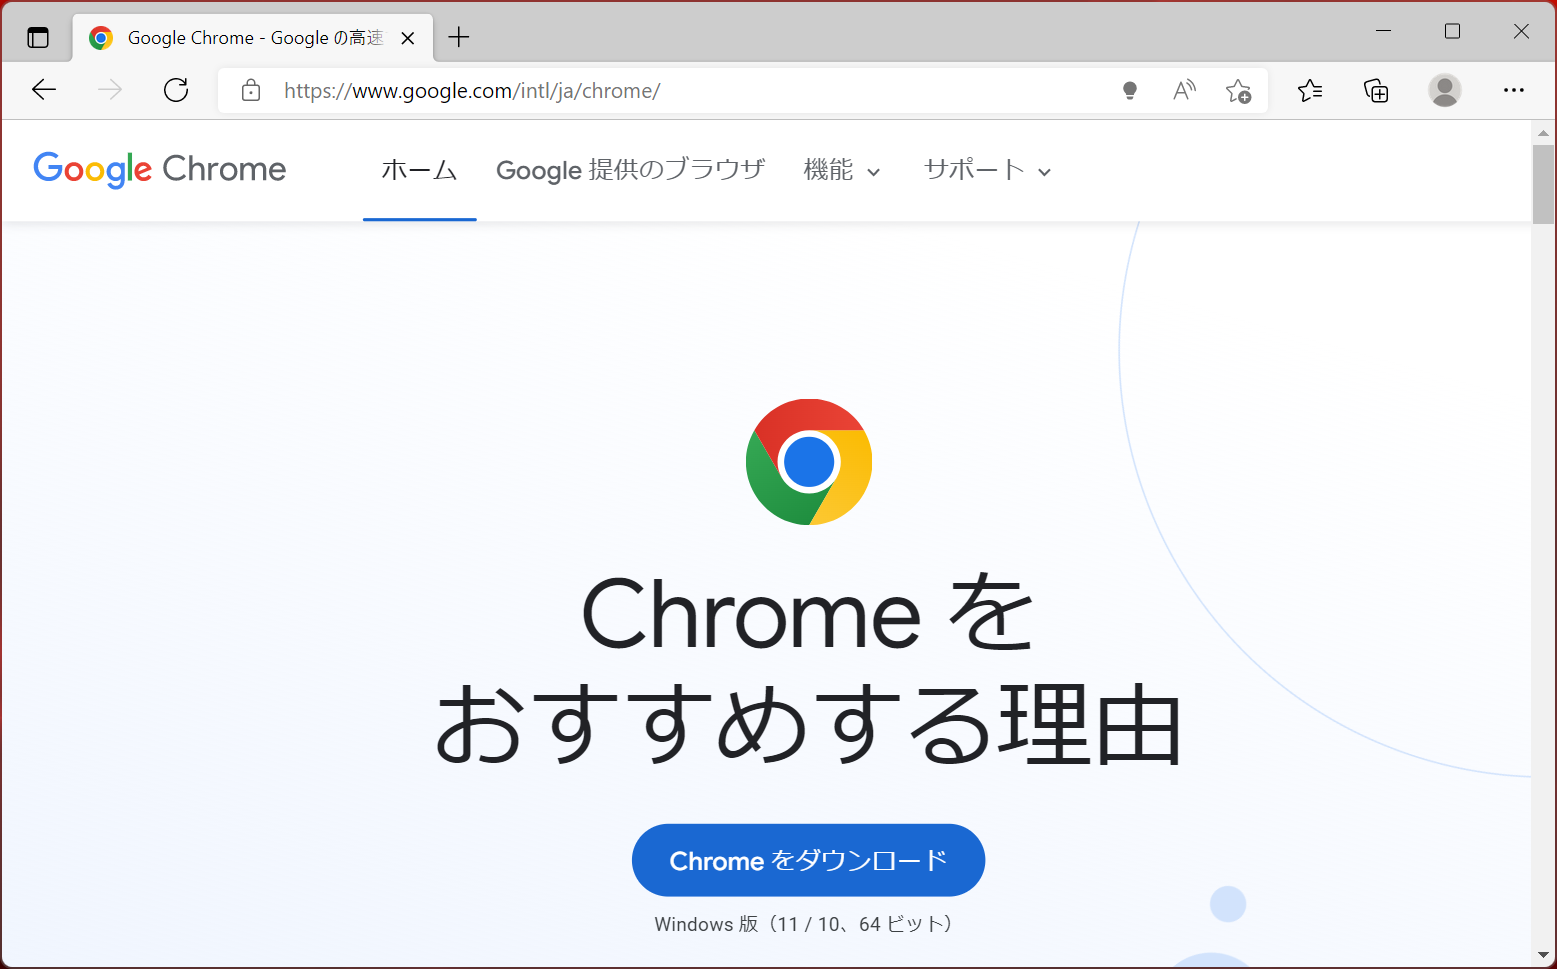 Google Chrome - Google の高速
https://www.google.com/intl/ja/chrome/
Google Chrome ホーム Google 提供のブラウザ 機能 サポート
Chrome を
おすすめする理由
Chrome をダウンロード
Windows 版（11 / 10、64 ビット）